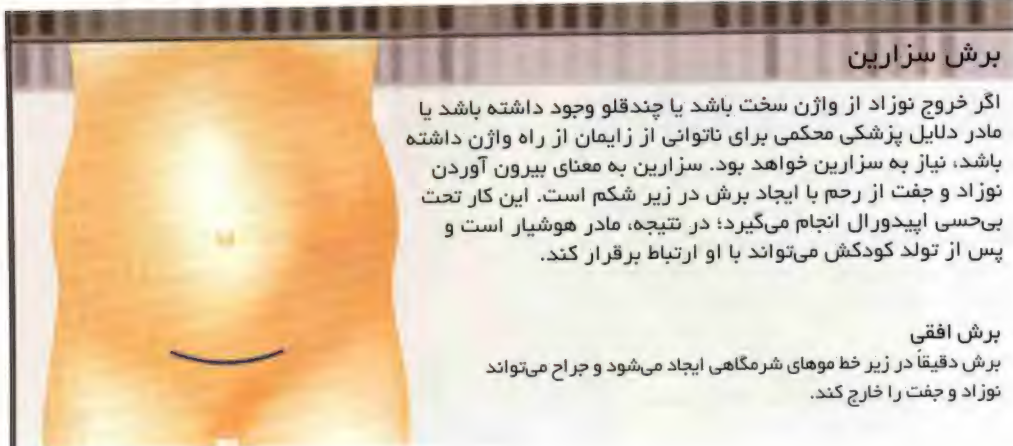 برش سزارین
اگر خروج نوزاد از واژن سخت باشد یا چندقلو وجود داشته باشد یا
مادر دلایل پزشکی محکمی برای ناتوانی از زایمان از راه واژن داشته
باشد، نیاز به سزارین خواهد بود. سزارین به معنای بیرون آوردن
نوزاد و جفت از رحم با ایجاد برش در زیر شکم است. این کار تحت
بی‌حسی اپیدورال انجام می‌گیرد؛ در نتیجه، مادر هوشیار است و
پس از تولد کودکش می‌تواند با او ارتباط برقرار کند.
برش افقی
برش دقیقاً در زیر خط موهای شرمگاهی ایجاد می‌شود و جراح می‌تواند
نوزاد و جفت را خارج کند.